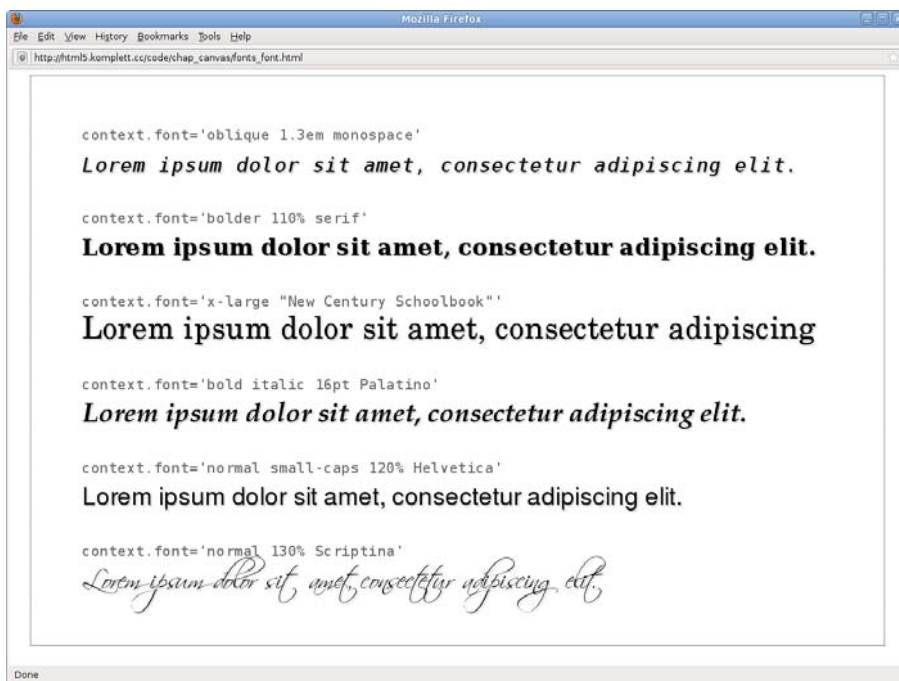 Mozilla Firefox
File Edit View History Bookmarks Tools Help
http://html5.komplett.cc/code/chap_canvas/fonts_font.html
context.font='oblique 1.3em monospace'
Lorem ipsum dolor sit amet, consectetur adipiscing elit.
context.font='bolder 110% serif'
Lorem ipsum dolor sit amet, consectetur adipiscing elit.
context.font='x-large "New Century Schoolbook"'
Lorem ipsum dolor sit amet, consectetur adipiscing
context.font='bold italic 16pt Palatino'
Lorem ipsum dolor sit amet, consectetur adipiscing elit.
context.font='normal small-caps 120% Helvetica'
Lorem ipsum dolor sit amet, consectetur adipiscing elit.
context.font='normal 130% Scriptina'
Lorem ipsum dolor sit amet, consectetur adipiscing elit.
Done